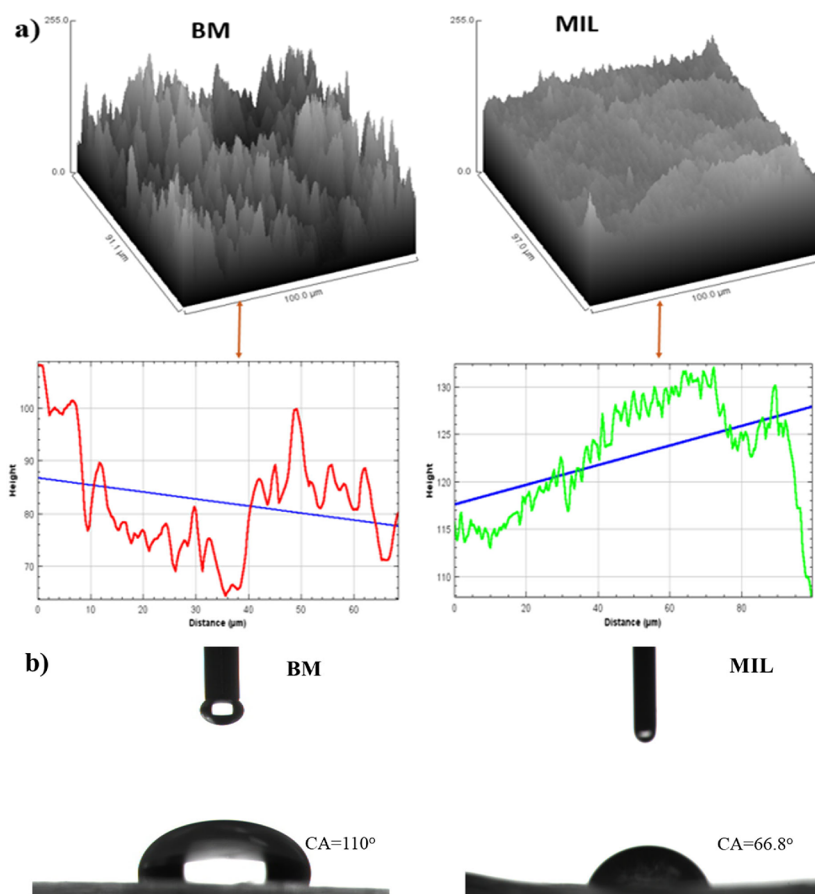 a)
BM
MIL
255.0
0.0
91.1 µm
100.0 µm
255.0
0.0
97.0 µm
100.0 µm
Height
100
90
80
70
0 10 20 30 40 50 60
Distance (µm)
Height
130
125
120
115
110
0 20 40 60 80
Distance (µm)
b)
BM
MIL
CA=110°
CA=66.8°